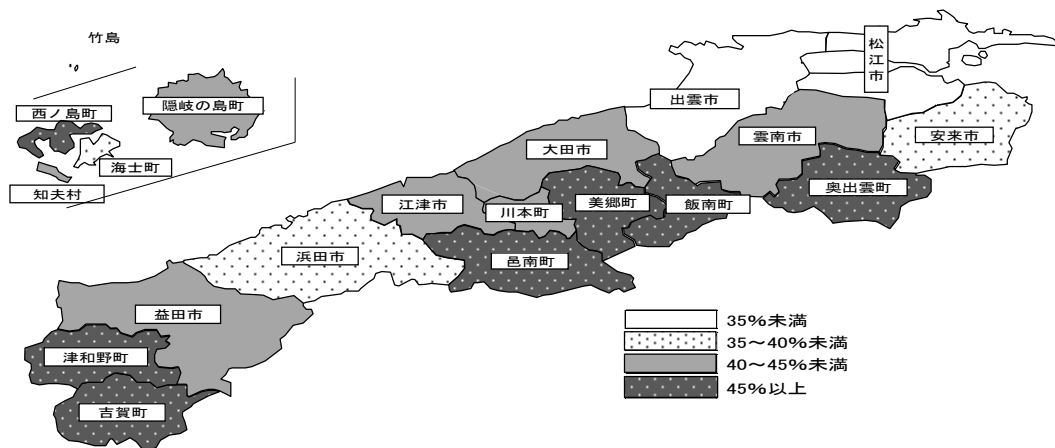 竹島
松江市
西ノ島町
隠岐の島町
出雲市
雲南市
安来市
海士町
大田市
知夫村
奥出雲町
江津市
川本町
美郷町
飯南町
浜田市
邑南町
益田市
35%未満
35～40%未満
津和野町
40～45%未満
45%以上
吉賀町